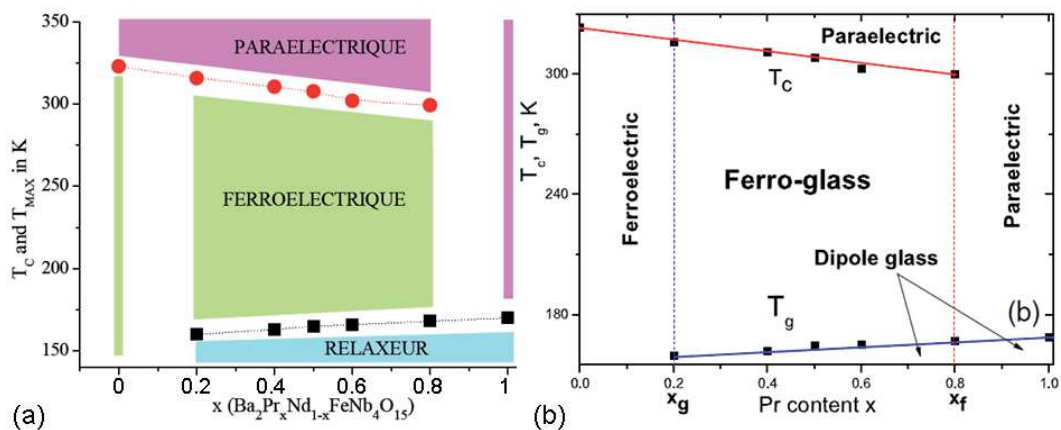 350
300
250
200
150
T_C and T_MAX in K
PARAELECTRIQUE
FERROELECTRIQUE
RELAXEUR
0 0.2 0.4 0.6 0.8 1
x (Ba₂PrₓNd₁₋ₓFeNb₄O₁₅)
(a)
300
240
180
T_c, T_g, K
Paraelectric
T_C
Ferroelectric
Ferro-glass
Paraelectric
Dipole glass
T_g
(b)
0.0 0.2 0.4 0.6 0.8 1.0
x_g Pr content x x_f
(b)